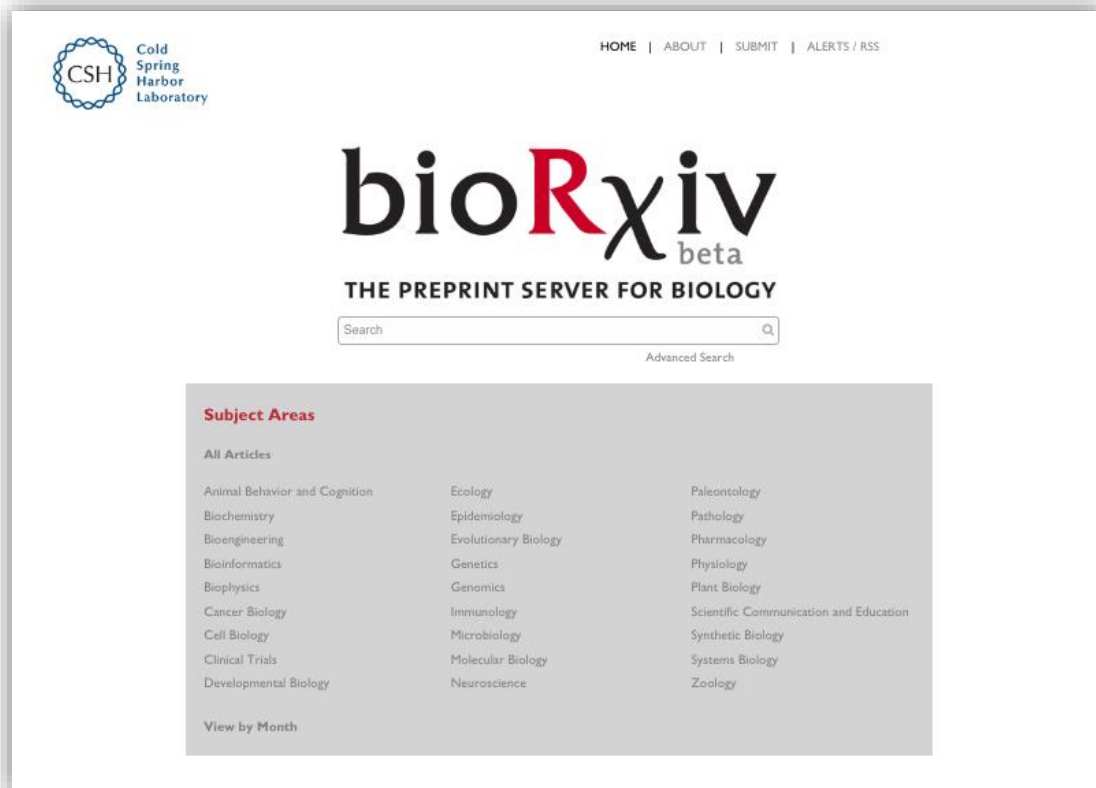 CSH
Cold
Spring
Harbor
Laboratory
HOME | ABOUT | SUBMIT | ALERTS / RSS
bioRχiv
beta
THE PREPRINT SERVER FOR BIOLOGY
Search
Advanced Search
Subject Areas
All Articles
Animal Behavior and Cognition
Biochemistry
Bioengineering
Bioinformatics
Biophysics
Cancer Biology
Cell Biology
Clinical Trials
Developmental Biology
Ecology
Epidemiology
Evolutionary Biology
Genetics
Genomics
Immunology
Microbiology
Molecular Biology
Neuroscience
Paleontology
Pathology
Pharmacology
Physiology
Plant Biology
Scientific Communication and Education
Synthetic Biology
Systems Biology
Zoology
View by Month